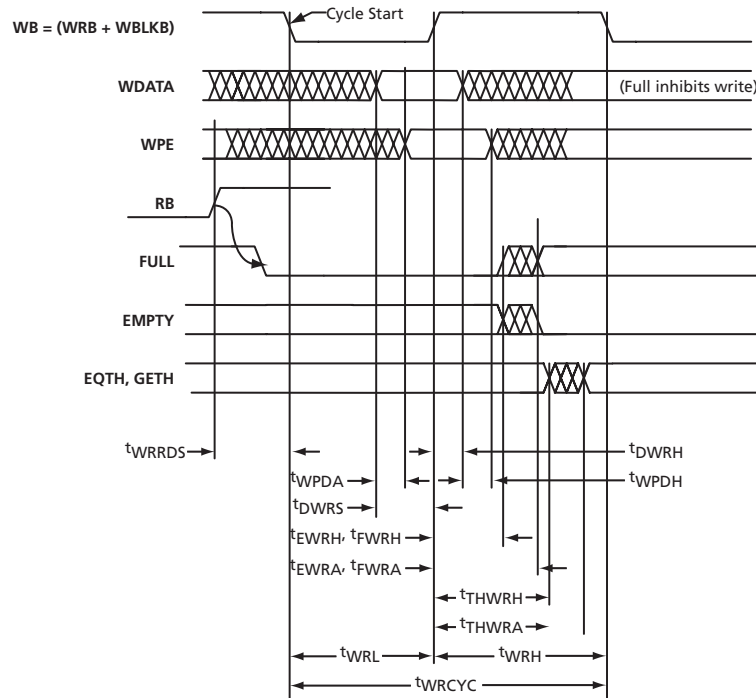 Cycle Start
WB = (WRB + WBLKB)
WDATA
(Full inhibits write)
WPE
RB
FULL
EMPTY
EQTH, GETH
tWRRDS
tDWRH
tWPDA
tWPDH
tDWRS
tEWRH, tFWRH
tEWRA, tFWRA
tTHWRH
tTHWRA
tWRL
tWRH
tWRCYC